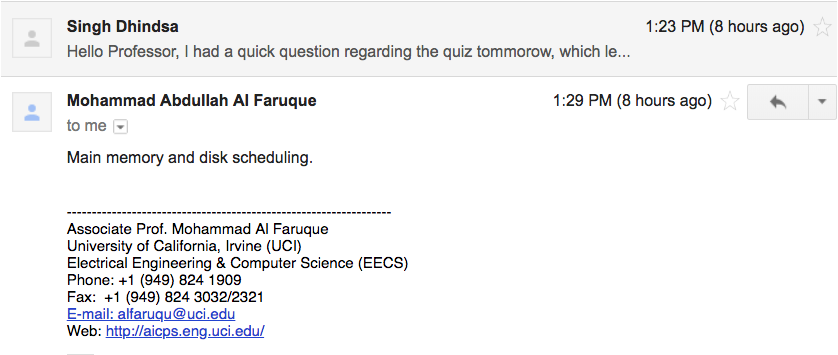 Singh Dhindsa
1:23 PM (8 hours ago)
Hello Professor, I had a quick question regarding the quiz tommorow, which le...
Mohammad Abdullah Al Faruque
1:29 PM (8 hours ago)
to me
Main memory and disk scheduling.
-----------------------------------------------------------------
Associate Prof. Mohammad Al Faruque
University of California, Irvine (UCI)
Electrical Engineering & Computer Science (EECS)
Phone: +1 (949) 824 1909
Fax:  +1 (949) 824 3032/2321
E-mail: alfaruqu@uci.edu
Web: http://aicps.eng.uci.edu/